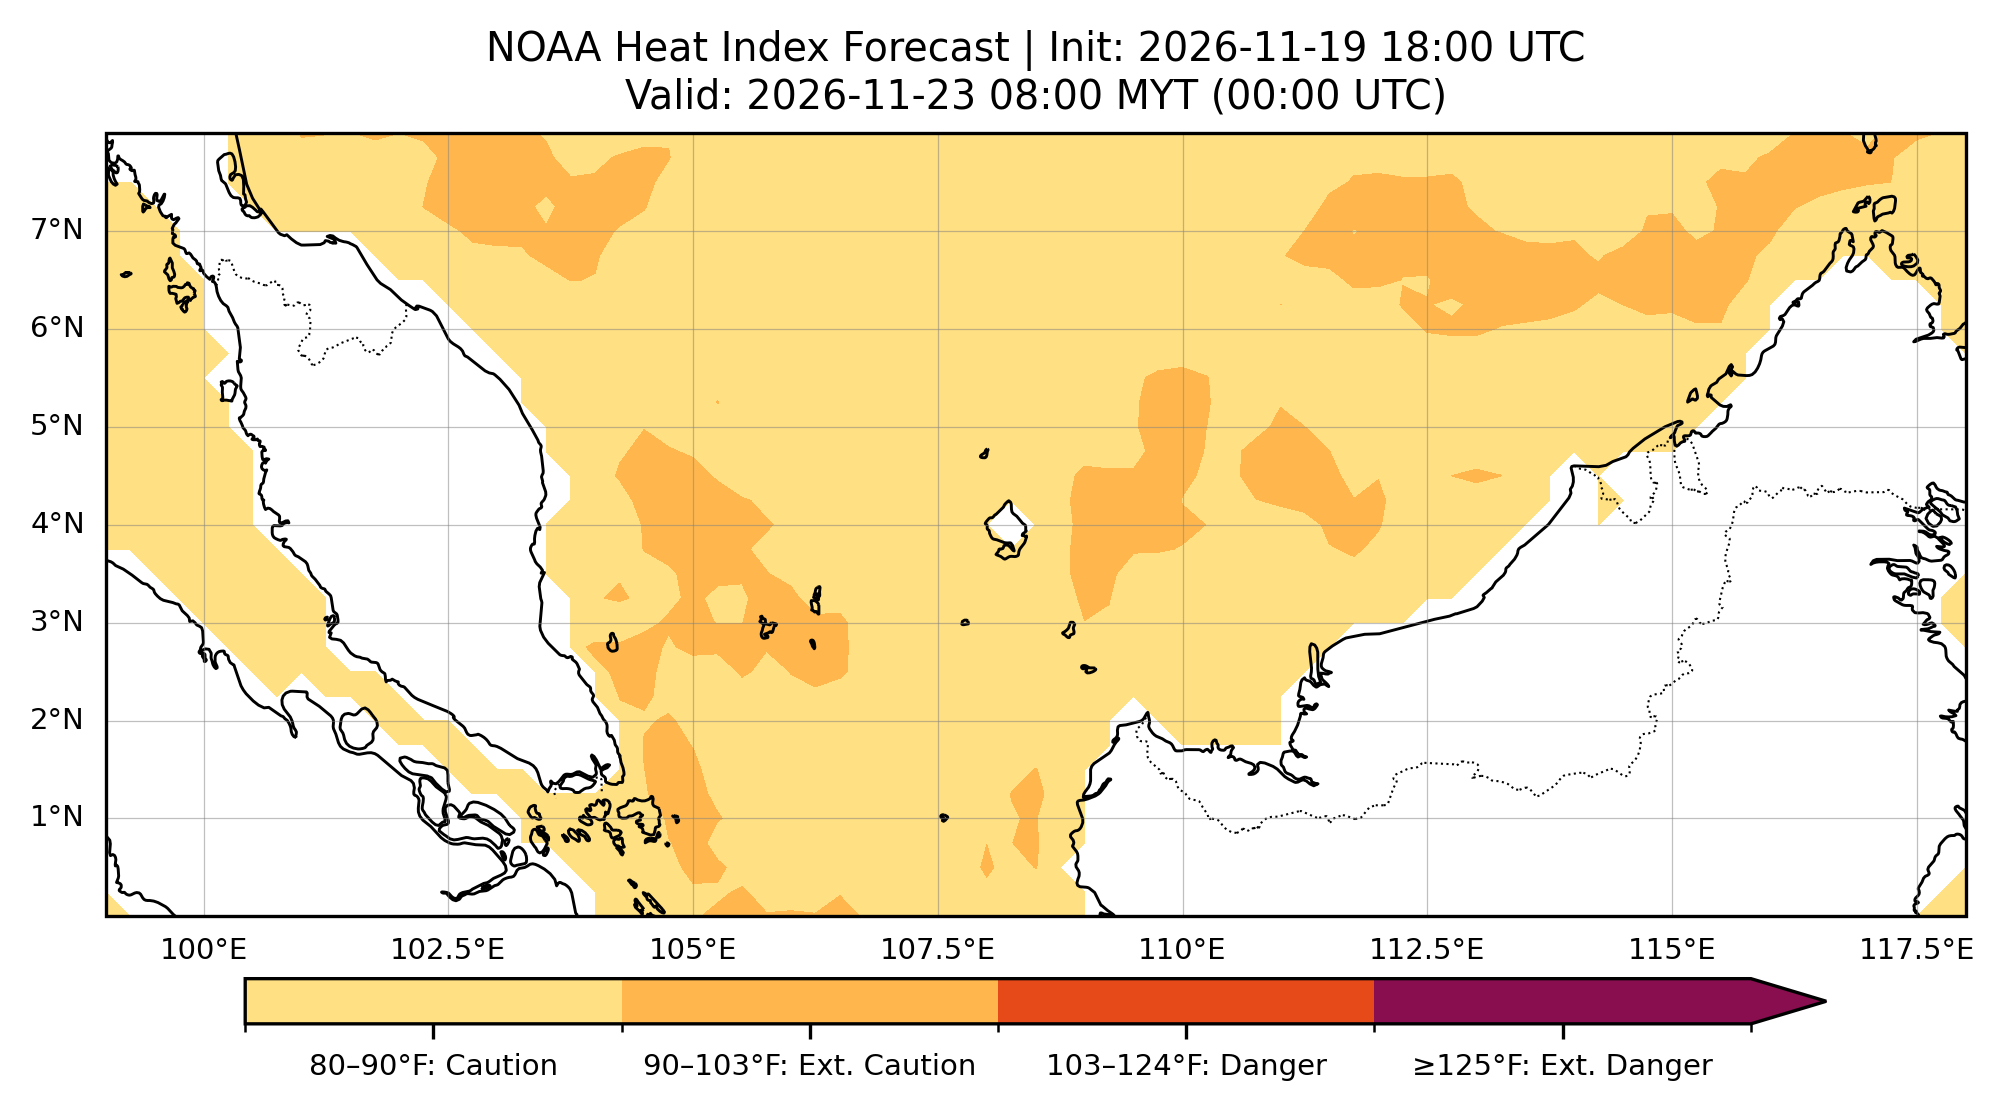 NOAA Heat Index Forecast | Init: 2026-11-19 18:00 UTC
Valid: 2026-11-23 08:00 MYT (00:00 UTC)
7°N
6°N
5°N
4°N
3°N
2°N
1°N
100°E 102.5°E 105°E 107.5°E 110°E 112.5°E 115°E 117.5°E
80–90°F: Caution 90–103°F: Ext. Caution 103–124°F: Danger ≥125°F: Ext. Danger